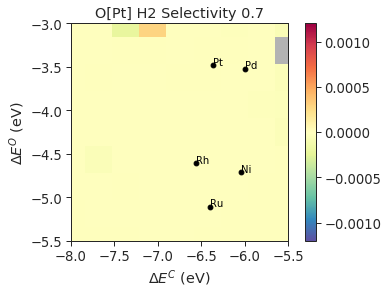 O[Pt] H2 Selectivity 0.7
−3.0
−3.5
−4.0
−4.5
−5.0
−5.5
ΔE^O (eV)
Pt
Pd
Rh
Ni
Ru
−8.0 −7.5 −7.0 −6.5 −6.0 −5.5
ΔE^C (eV)
0.0010
0.0005
0.0000
−0.0005
−0.0010